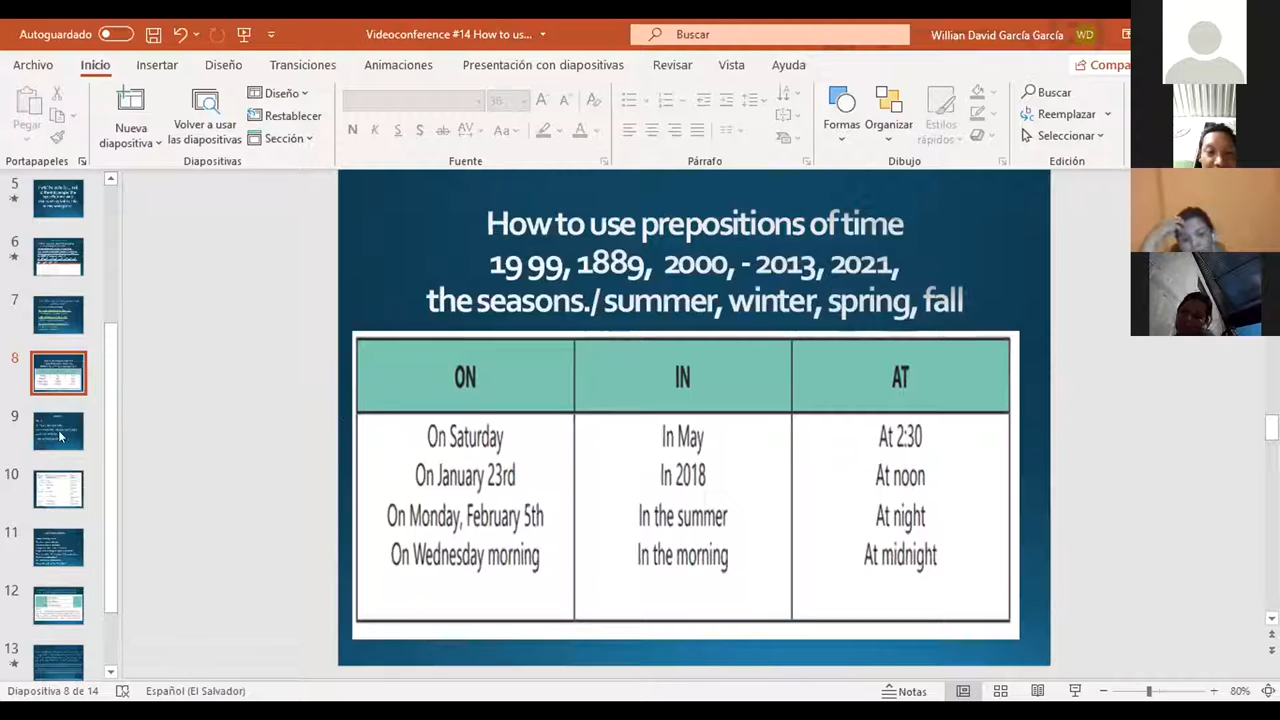 Autoguardado
Videoconference #14 How to us...
Buscar
Willian David García García
WD
Archivo
Inicio
Insertar
Diseño
Transiciones
Animaciones
Presentación con diapositivas
Revisar
Vista
Ayuda
Compa
Pegar
Nueva
diapositiva
Volver a usar
las diapositivas
Diseño
Restablecer
Sección
Formas
Organizar
Estilos
rápidos
Buscar
Reemplazar
Seleccionar
Portapapeles
Diapositivas
Fuente
Párrafo
Dibujo
Edición
5
6
7
8
9
10
11
12
13
How to use prepositions of time
19 99, 1889, 2000, - 2013, 2021,
the seasons./ summer, winter, spring, fall
ON IN AT
On Saturday In May At 2:30
On January 23rd In 2018 At noon
On Monday, February 5th In the summer At night
On Wednesday morning In the morning At midnight
Diapositiva 8 de 14
Español (El Salvador)
Notas
80%